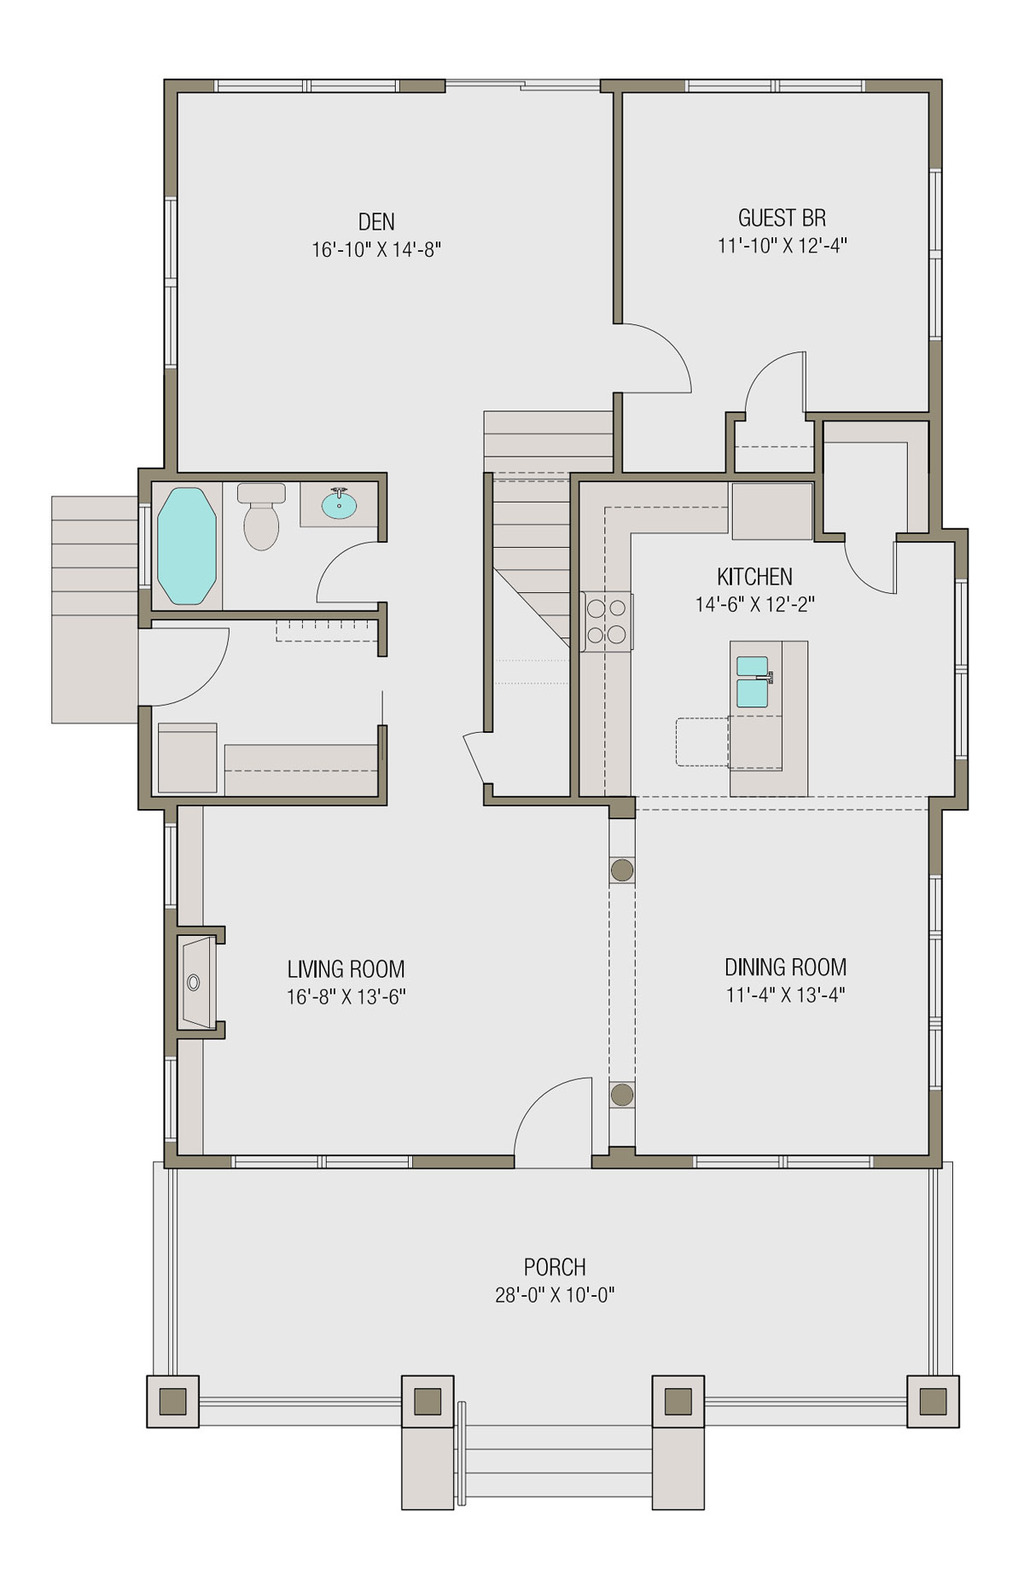 DEN
16'-10" X 14'-8"
GUEST BR
11'-10" X 12'-4"
KITCHEN
14'-6" X 12'-2"
LIVING ROOM
16'-8" X 13'-6"
DINING ROOM
11'-4" X 13'-4"
PORCH
28'-0" X 10'-0"